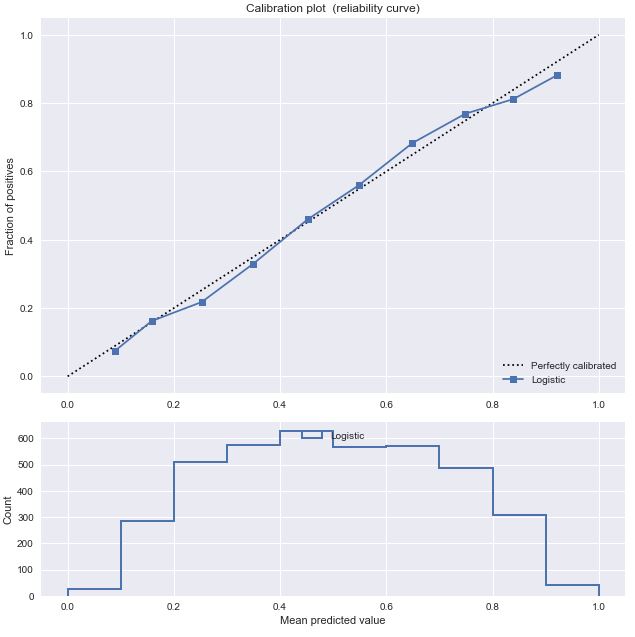 Calibration plot  (reliability curve)
1.0
0.8
0.6
0.4
0.2
0.0
Fraction of positives
Perfectly calibrated
Logistic
0.0 0.2 0.4 0.6 0.8 1.0
600
500
400
300
200
100
0
Count
Logistic
0.0 0.2 0.4 0.6 0.8 1.0
Mean predicted value